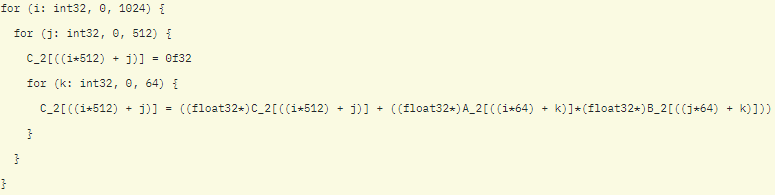 for (i: int32, 0, 1024) {
  for (j: int32, 0, 512) {
    C_2[((i*512) + j)] = 0f32
    for (k: int32, 0, 64) {
      C_2[((i*512) + j)] = ((float32*)C_2[((i*512) + j)] + ((float32*)A_2[((i*64) + k)]*(float32*)B_2[((j*64) + k)]))
    }
  }
}